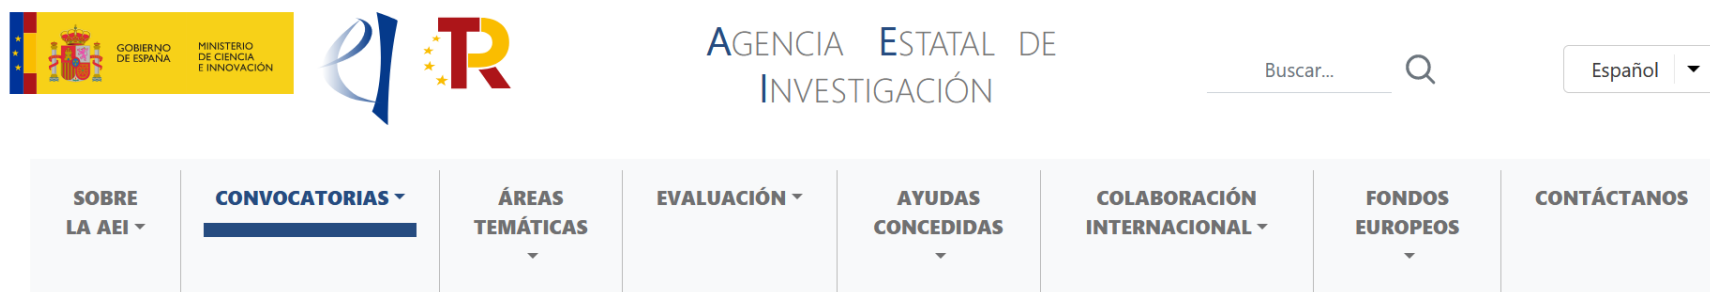 GOBIERNO
DE ESPAÑA
MINISTERIO
DE CIENCIA
E INNOVACIÓN
TR
AGENCIA ESTATAL DE
INVESTIGACIÓN
Buscar...
Español
SOBRE
LA AEI
CONVOCATORIAS
ÁREAS
TEMÁTICAS
EVALUACIÓN
AYUDAS
CONCEDIDAS
COLABORACIÓN
INTERNACIONAL
FONDOS
EUROPEOS
CONTÁCTANOS